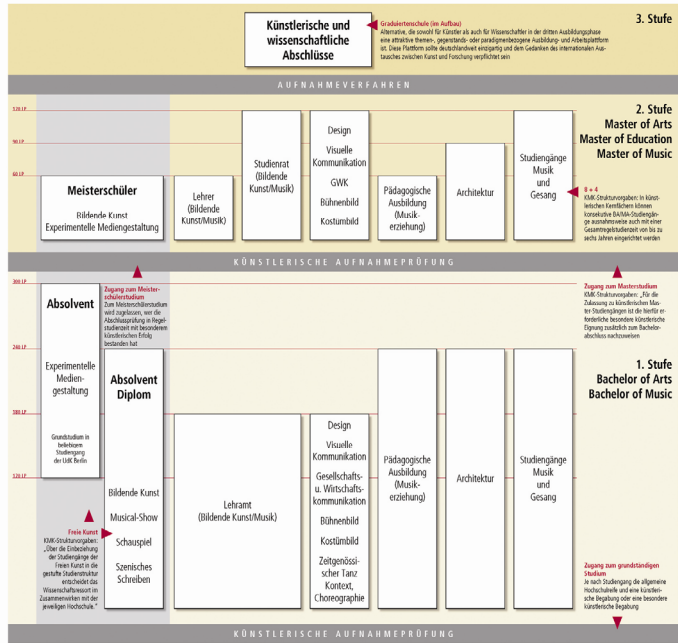 Künstlerische und
wissenschaftliche
Abschlüsse
Graduiertenschule (im Aufbau)
Alternative, die sowohl für Künstler als auch für Wissenschaftler in der dritten Ausbildungsphase
eine attraktive themen-, gegenstands- oder paradigmenbezogene Ausbildung- und Arbeitsplattform
ist. Diese Plattform sollte deutschlandweit einzigartig und dem Gedanken des internationalen Aus-
tausches zwischen Kunst und Forschung verpflichtet sein
3. Stufe
AUFNAHMEVERFAHREN
120 LP
90 LP
60 LP
Meisterschüler
Bildende Kunst
Experimentelle Mediengestaltung
Lehrer
(Bildende
Kunst/Musik)
Studienrat
(Bildende
Kunst/Musik)
Design
Visuelle
Kommunikation
GWK
Bühnenbild
Kostümbild
Pädagogische
Ausbildung
(Musik-
erziehung)
Architektur
Studiengänge
Musik
und
Gesang
2. Stufe
Master of Arts
Master of Education
Master of Music
8 + 4
KMK-Strukturvorgaben: In künst-
lerischen Kernfächern können
konsekutive BA/MA-Studiengän-
ge ausnahmsweise auch mit einer
Gesamtregelstudienzeit von bis zu
sechs Jahren eingerichtet werden
KÜNSTLERISCHE AUFNAHMEPRÜFUNG
300 LP
240 LP
180 LP
120 LP
Absolvent
Experimentelle
Medien-
gestaltung
Grundstudium in
beliebigem
Studiengang
der UdK Berlin
Zugang zum Meister-
schülerstudium
Zum Meisterschülerstudium
wird zugelassen, wer die
Abschlussprüfung in Regel-
studienzeit mit besonderem
künstlerischen Erfolg
bestanden hat
Absolvent
Diplom
Bildende Kunst
Musical-Show
Schauspiel
Szenisches
Schreiben
Freie Kunst
KMK-Strukturvorgaben:
„Über die Einbeziehung
der Studiengänge der
Freien Kunst in die
gestufte Studienstruktur
entscheidet das
Wissenschaftsressort im
Zusammenwirken mit der
jeweiligen Hochschule."
Lehramt
(Bildende Kunst/Musik)
Design
Visuelle
Kommunikation
Gesellschafts-
u. Wirtschafts-
kommunikation
Bühnenbild
Kostümbild
Zeitgenös-
sischer Tanz
Kontext,
Choreographie
Pädagogische
Ausbildung
(Musik-
erziehung)
Architektur
Studiengänge
Musik und
Gesang
Zugang zum Masterstudium
KMK-Strukturvorgaben: „Für die
Zulassung zu künstlerischen Mas-
ter-Studiengängen ist die hierfür er-
forderliche besondere künstlerische
Eignung zusätzlich zum Bachelor-
abschluss nachzuweisen
1. Stufe
Bachelor of Arts
Bachelor of Music
Zugang zum grundständigen
Studium
Je nach Studiengang die allgemeine
Hochschulreife und eine künstleri-
sche Begabung oder eine besondere
künstlerische Begabung
KÜNSTLERISCHE AUFNAHMEPRÜFUNG